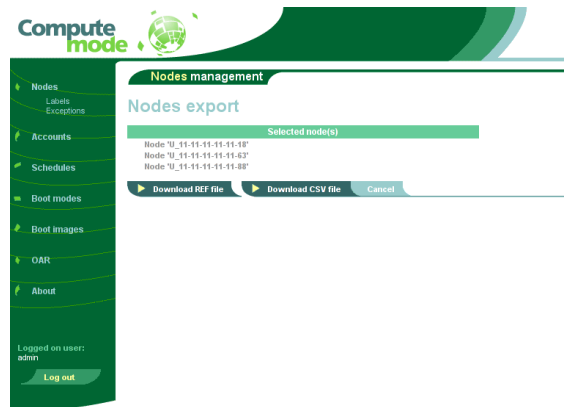 Compute
mode
Nodes management
Nodes
Labels
Exceptions
Accounts
Schedules
Boot modes
Boot images
OAR
About
Logged on user:
admin
Log out
Nodes export
Selected node(s)
Node 'U_11-11-11-11-11-18'
Node 'U_11-11-11-11-11-63'
Node 'U_11-11-11-11-11-88'
Download REF file
Download CSV file
Cancel